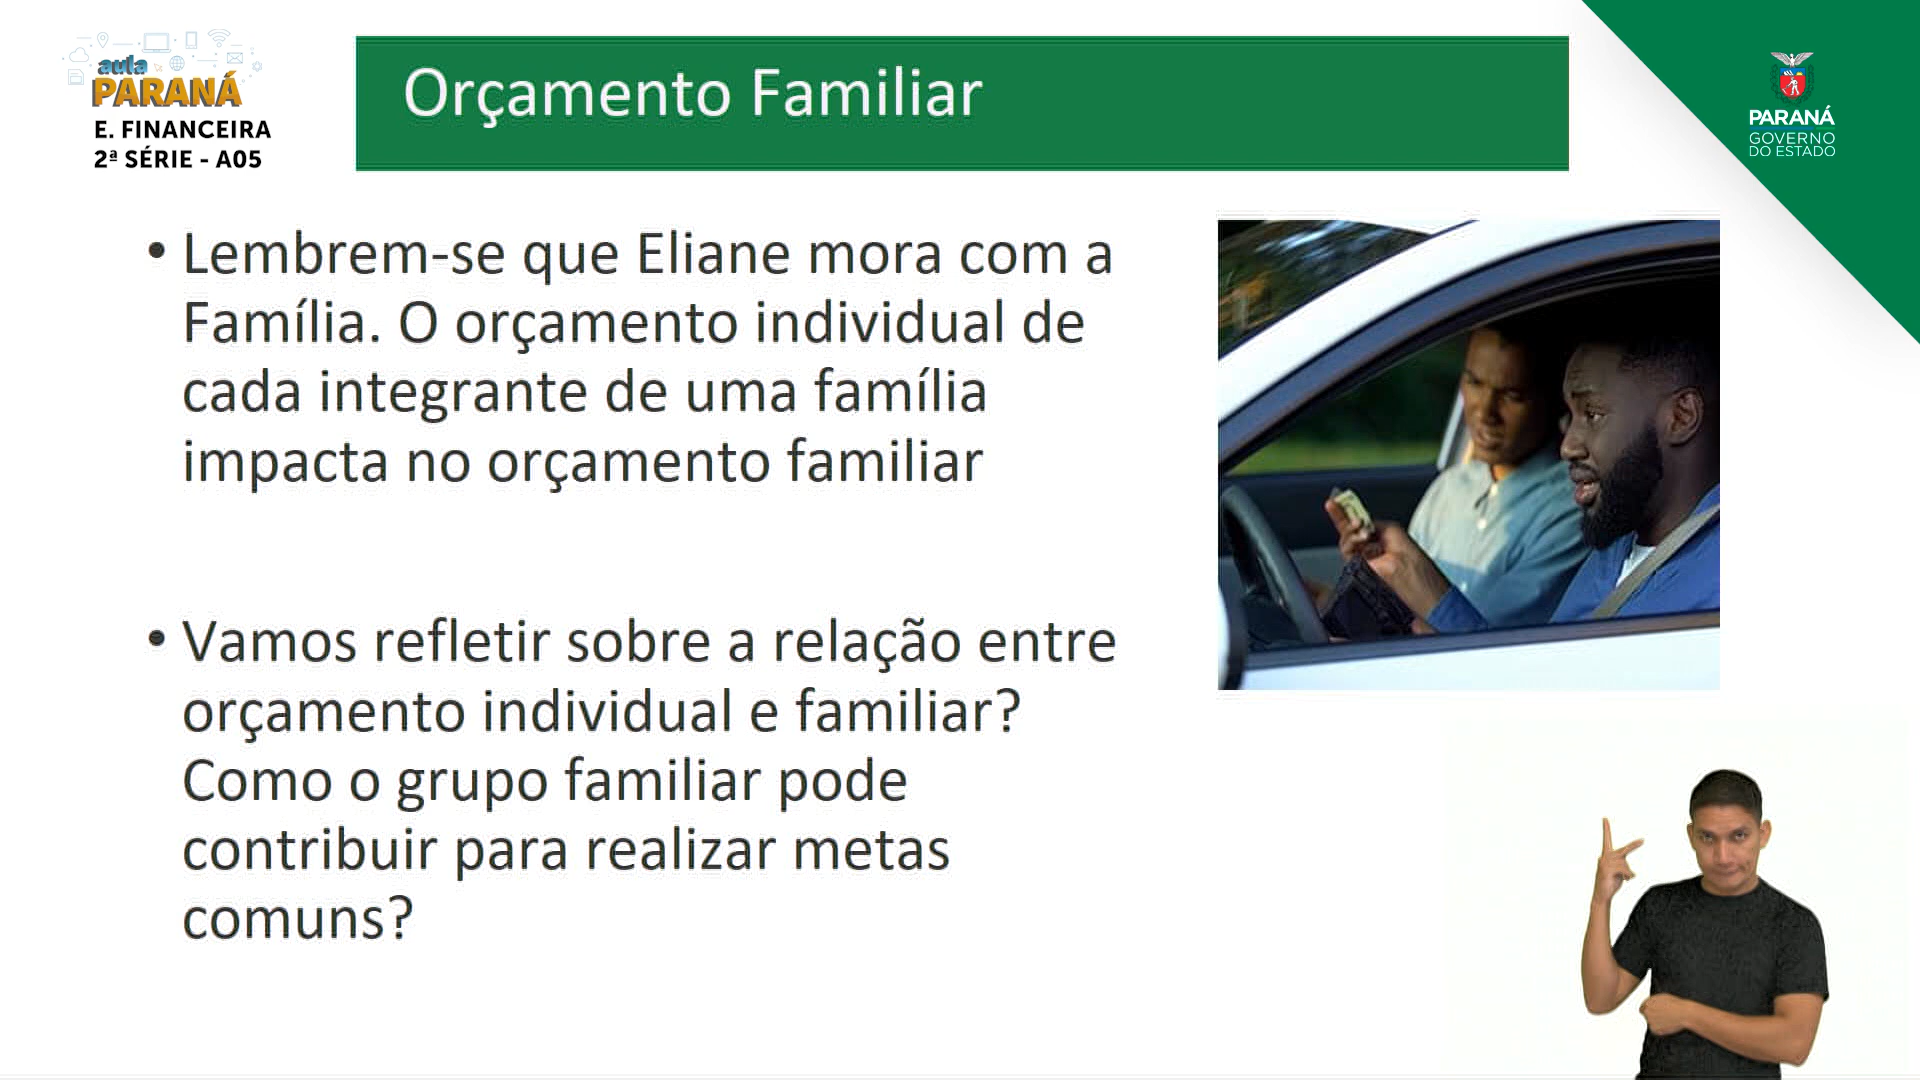 aula
PARANÁ
E. FINANCEIRA
2ª SÉRIE - A05
Orçamento Familiar
PARANÁ
GOVERNO
DO ESTADO
• Lembrem-se que Eliane mora com a
Família. O orçamento individual de
cada integrante de uma família
impacta no orçamento familiar
• Vamos refletir sobre a relação entre
orçamento individual e familiar?
Como o grupo familiar pode
contribuir para realizar metas
comuns?